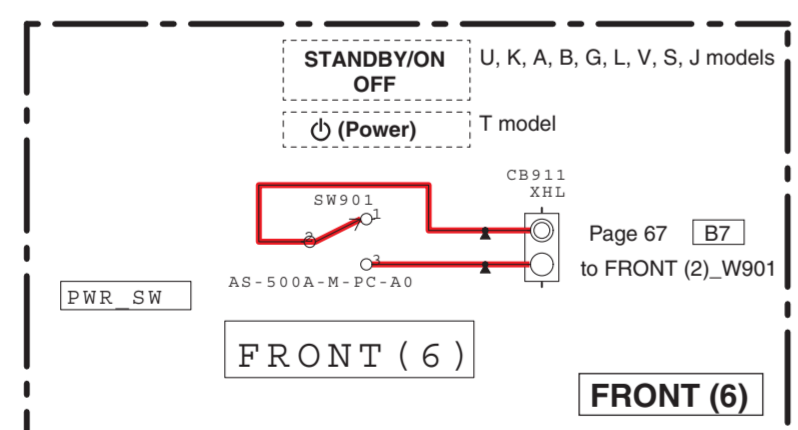 STANDBY/ON
OFF
U, K, A, B, G, L, V, S, J models
⏻ (Power)
T model
CB911
XHL
SW901
1
2
3
Page 67 B7
to FRONT (2)_W901
AS-500A-M-PC-A0
PWR_SW
FRONT(6)
FRONT (6)